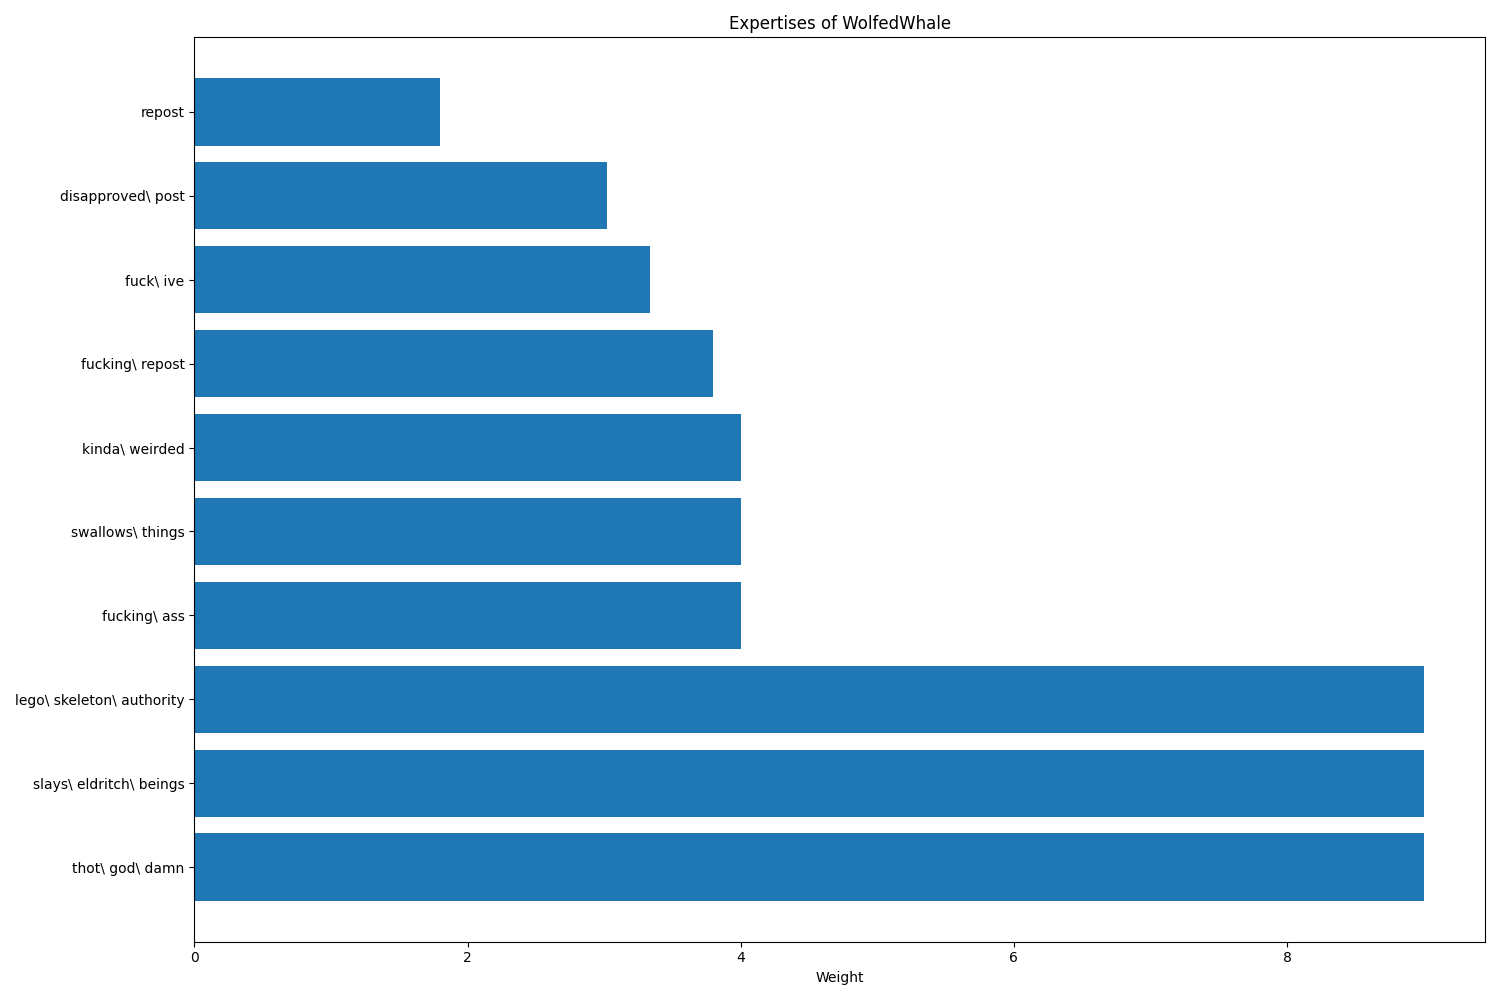 Expertises of WolfedWhale
repost
disapproved\ post
fuck\ ive
fucking\ repost
kinda\ weirded
swallows\ things
fucking\ ass
lego\ skeleton\ authority
slays\ eldritch\ beings
thot\ god\ damn
0 2 4 6 8
Weight